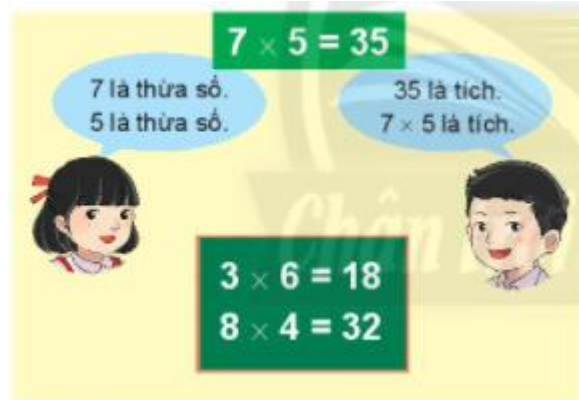 7 × 5 = 35
7 là thừa số.
5 là thừa số.
35 là tích.
7 × 5 là tích.
Chân
3 × 6 = 18
8 × 4 = 32